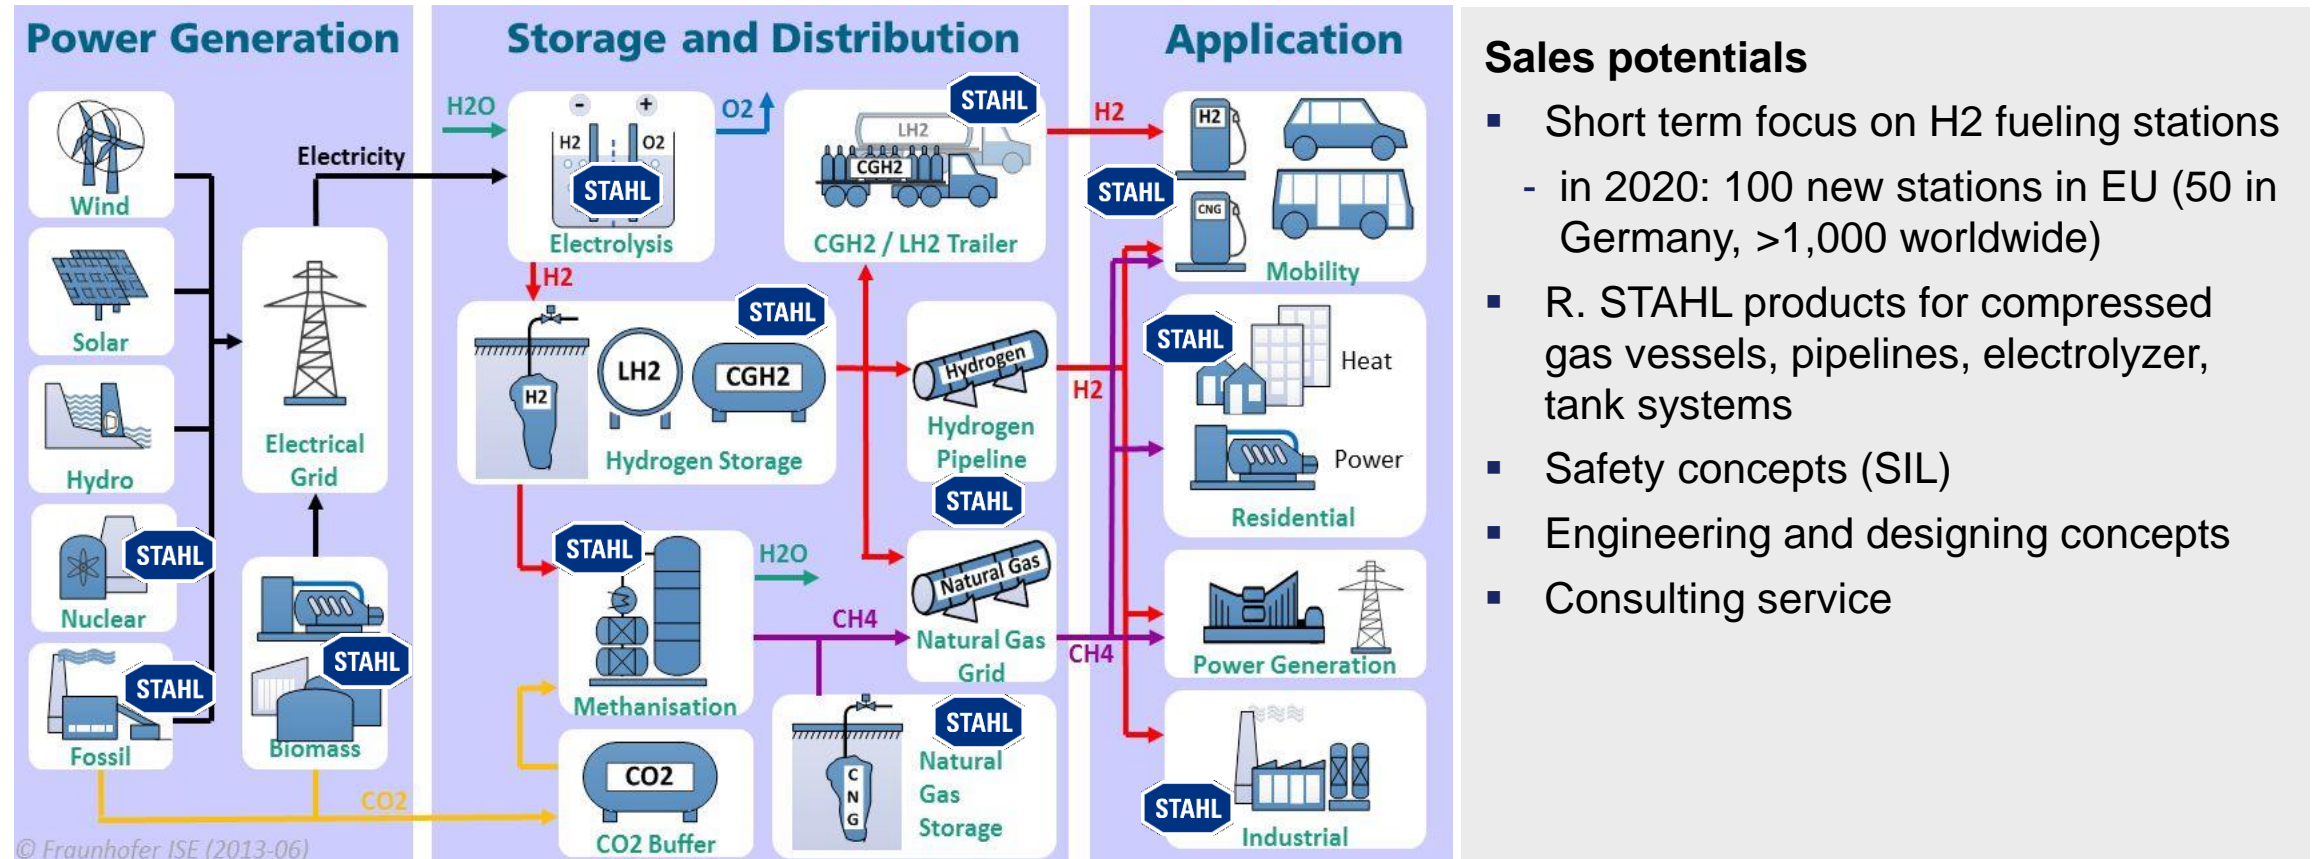 Power Generation
Wind
Solar
Hydro
Nuclear
STAHL
Fossil
STAHL
Electricity
Electrical
Grid
STAHL
Biomass
CO2
© Fraunhofer ISE (2013-06)
Storage and Distribution
H2O
- +
H2 O2
STAHL
Electrolysis
O2
STAHL
LH2
CGH2
CGH2 / LH2 Trailer
H2
H2
STAHL
H2
LH2
CGH2
Hydrogen Storage
Hydrogen
Hydrogen
Pipeline
STAHL
H2
STAHL
H2O
Methanisation
CH4
Natural Gas
Natural Gas
Grid
CH4
CO2
CO2 Buffer
C
N
G
STAHL
Natural
Gas
Storage
Application
H2
STAHL
CNG
Mobility
STAHL
Heat
Power
Residential
Power Generation
STAHL
Industrial
Sales potentials
▪ Short term focus on H2 fueling stations
- in 2020: 100 new stations in EU (50 in
Germany, >1,000 worldwide)
▪ R. STAHL products for compressed
gas vessels, pipelines, electrolyzer,
tank systems
▪ Safety concepts (SIL)
▪ Engineering and designing concepts
▪ Consulting service